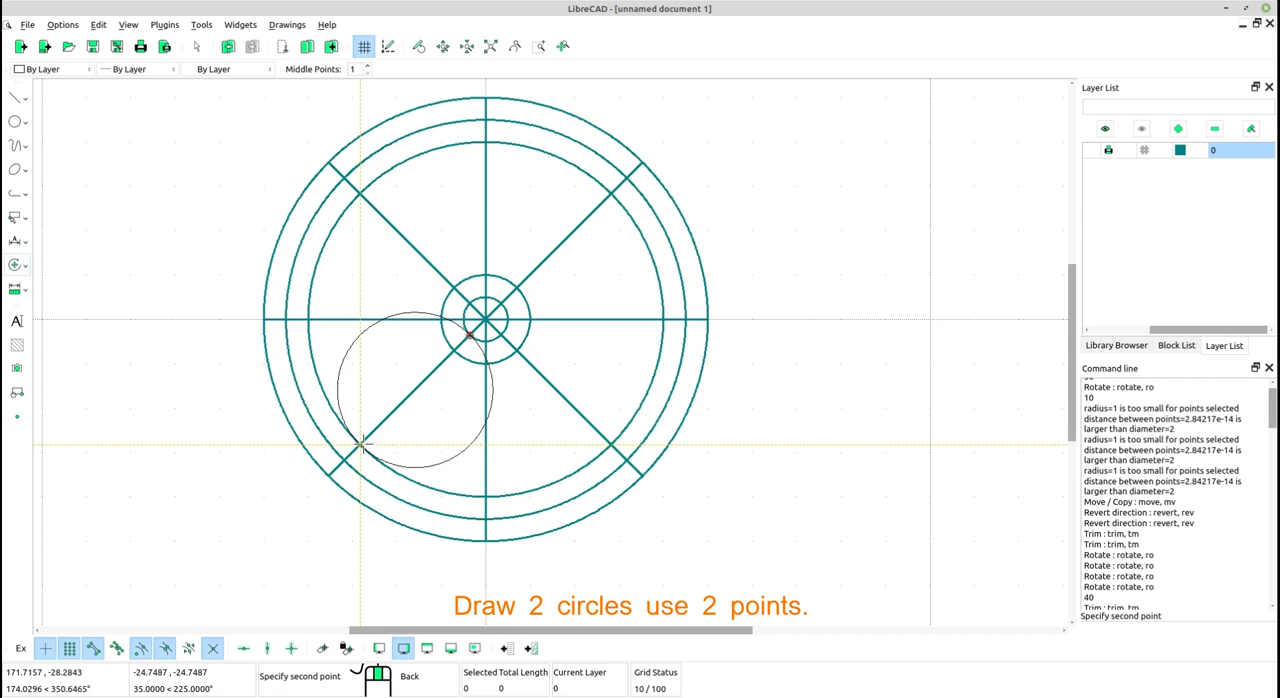 LibreCAD - [unnamed document 1]
File Options Edit View Plugins Tools Widgets Drawings Help
By Layer By Layer By Layer Middle Points: 1
Layer List
0
Library Browser Block List Layer List
Command line
Rotate : rotate, ro
10
radius=1 is too small for points selected
distance between points=2.84217e-14 is
larger than diameter=2
radius=1 is too small for points selected
distance between points=2.84217e-14 is
larger than diameter=2
radius=1 is too small for points selected
distance between points=2.84217e-14 is
larger than diameter=2
Move / Copy : move, mv
Revert direction : revert, rev
Revert direction : revert, rev
Trim : trim, tm
Trim : trim, tm
Rotate : rotate, ro
Rotate : rotate, ro
Rotate : rotate, ro
Rotate : rotate, ro
40
Trim : trim, tm
Specify second point
Draw 2 circles use 2 points.
Ex
171.7157 , -28.2843 -24.7487 , -24.7487 Specify second point Back Selected Total Length Current Layer Grid Status
174.0296 < 350.6465° 35.0000 < 225.0000° 0 0 0 10 / 100